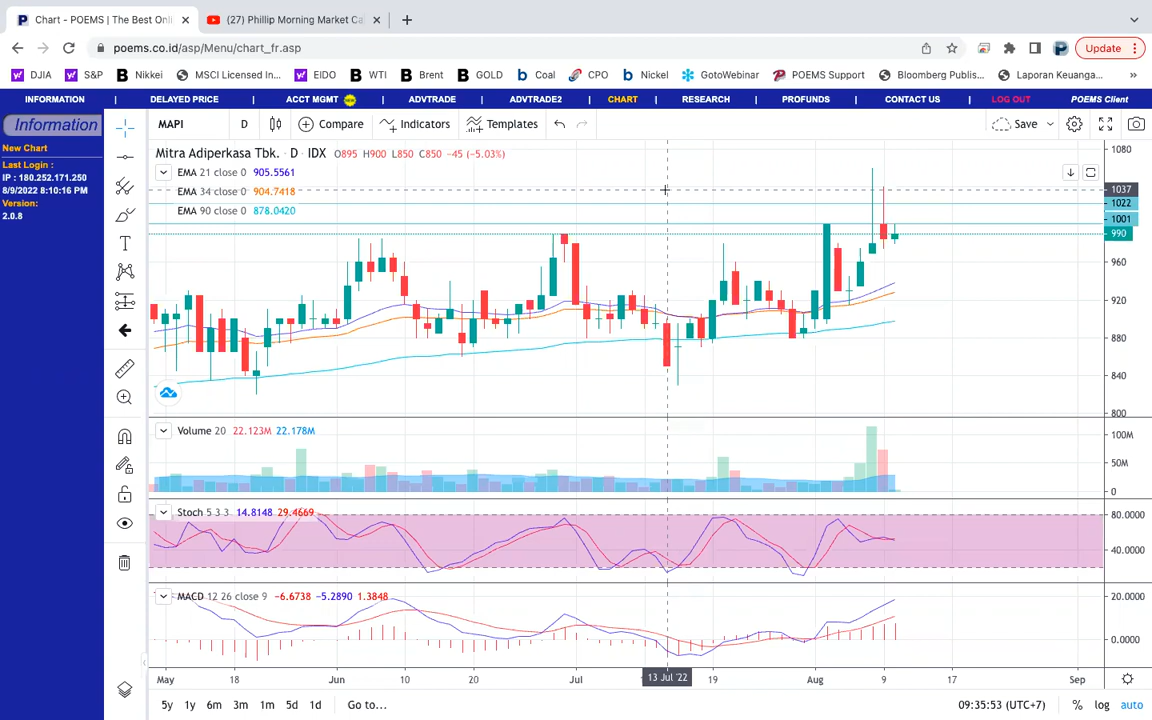 Chart - POEMS | The Best Onli
(27) Phillip Morning Market Ca
poems.co.id/asp/Menu/chart_fr.asp
Update
DJIA
S&P
Nikkei
MSCI Licensed In...
EIDO
WTI
Brent
GOLD
Coal
CPO
Nickel
GotoWebinar
POEMS Support
Bloomberg Publis...
Laporan Keuanga...
INFORMATION | DELAYED PRICE | ACCT MGMT | ADVTRADE | ADVTRADE2 | CHART | RESEARCH | PROFUNDS | CONTACT US | LOG OUT POEMS Client
Information
New Chart
Last Login :
IP : 180.252.171.250
8/9/2022 8:10:16 PM
Version:
2.0.8
MAPI D Compare Indicators Templates Save
Mitra Adiperkasa Tbk. · D · IDX O895 H900 L850 C850 -45 (-5.03%)
EMA 21 close 0 905.5561
EMA 34 close 0 904.7418
EMA 90 close 0 878.0420
1080
1037
1022
1001
990
960
920
880
840
800
Volume 20 22.123M 22.178M
100M
50M
0
Stoch 5 3 3 14.8148 29.4669
80.0000
40.0000
MACD 12 26 close 9 −6.6738 −5.2890 1.3848
20.0000
0.0000
May 18 Jun 10 20 Jul 13 Jul '22 19 Aug 9 17 Sep
5y 1y 6m 3m 1m 5d 1d Go to... 09:35:53 (UTC+7) % log auto